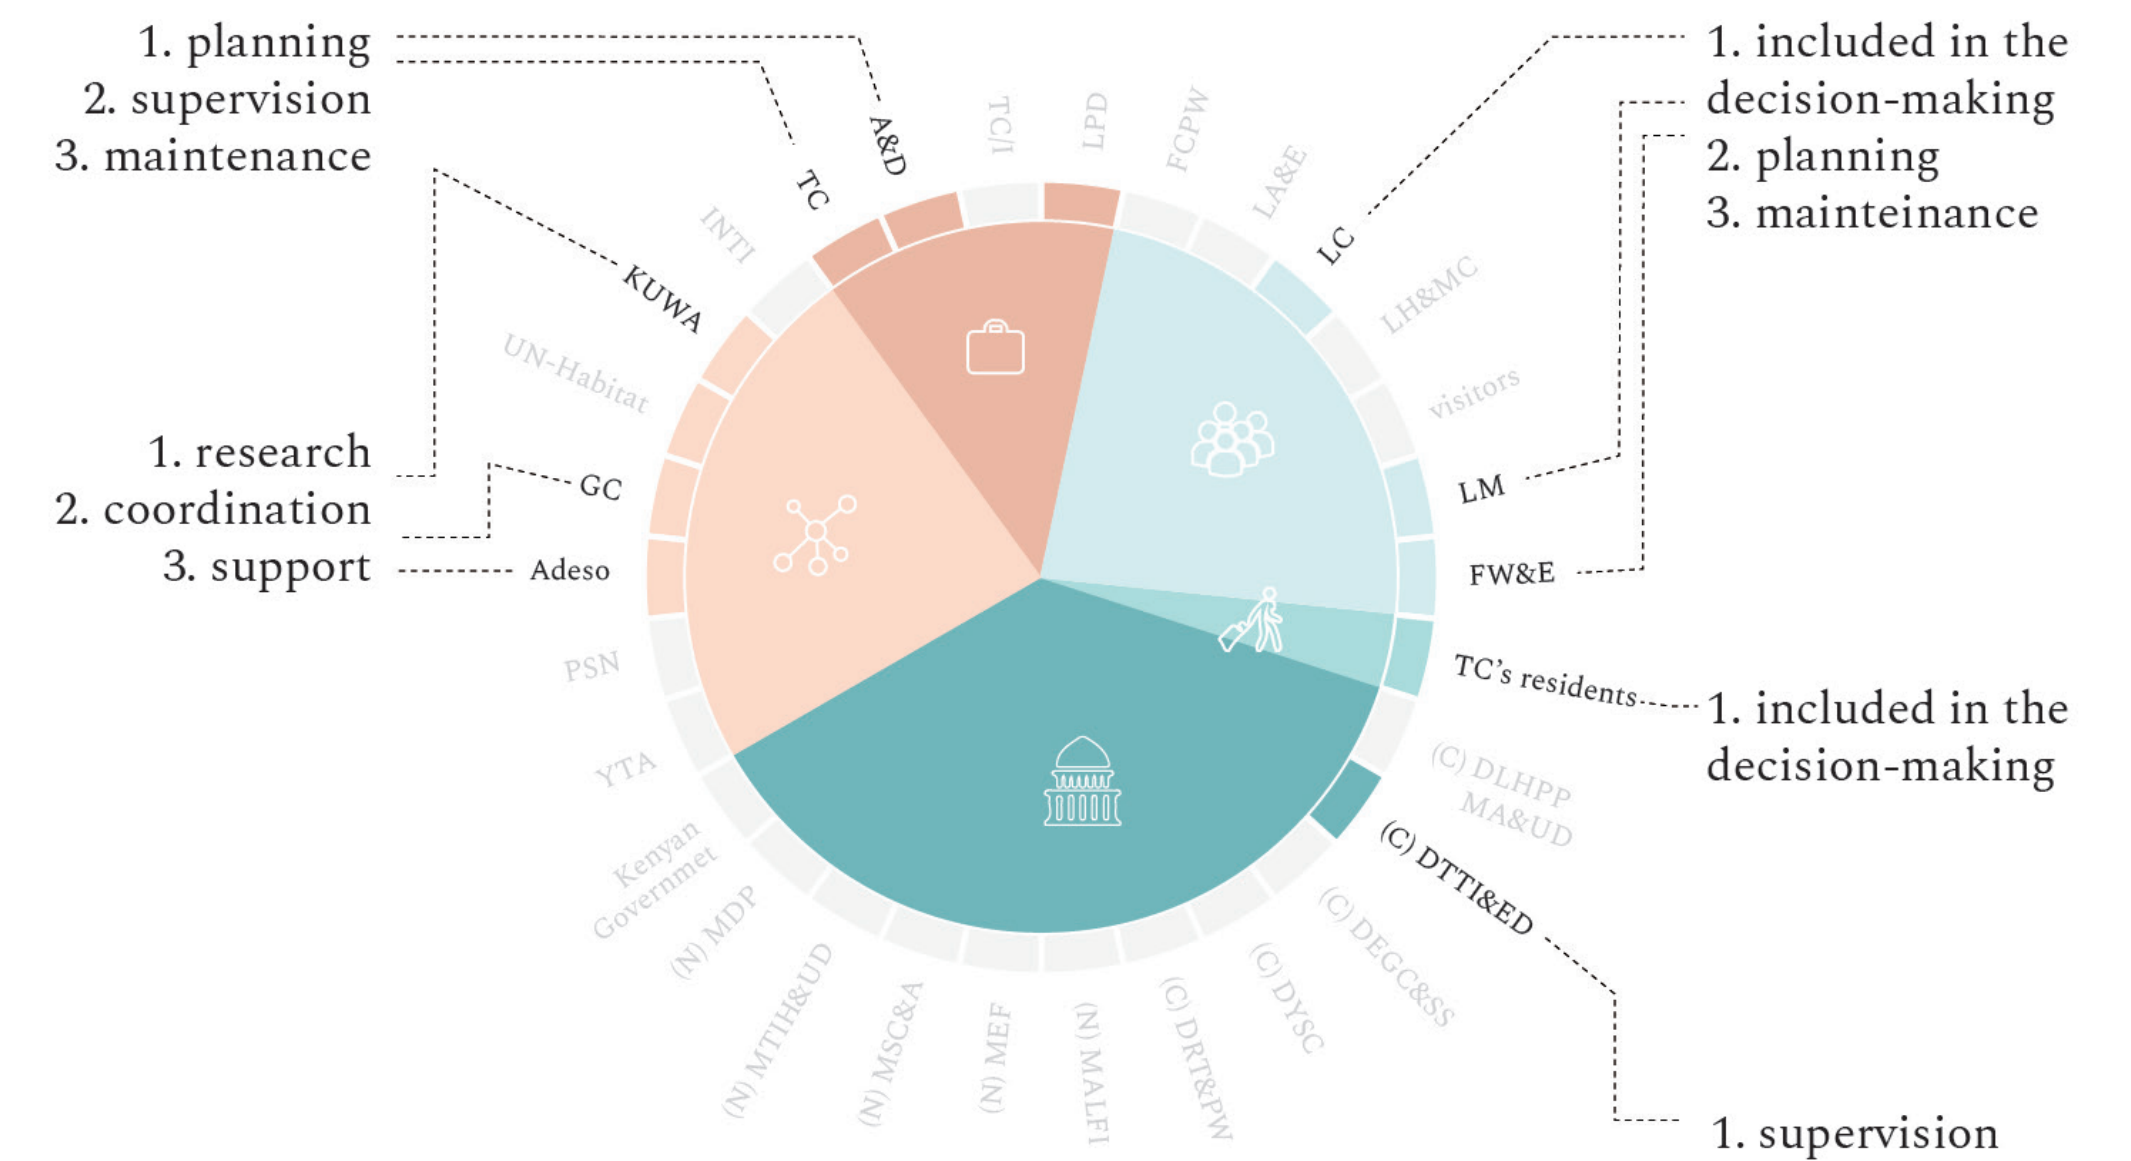 1. planning
2. supervision
3. maintenance
1. research
2. coordination
3. support
TC/I
LPD
FCPW
LA&E
LC
LH&MC
visitors
LM
FW&E
TC's residents
(C) DLHPP
MA&UD
(C) DTTI&ED
(C) DEGC&SS
(C) DYSC
(C) DRT&PW
(N) MALFI
(N) MEF
(N) MSC&A
(N) MTIH&UD
(N) MDP
Kenyan
Governmet
YTA
PSN
Adeso
GC
UN-Habitat
KUWA
INTI
TC
A&D
1. included in the
decision-making
2. planning
3. mainteinance
1. included in the
decision-making
1. supervision